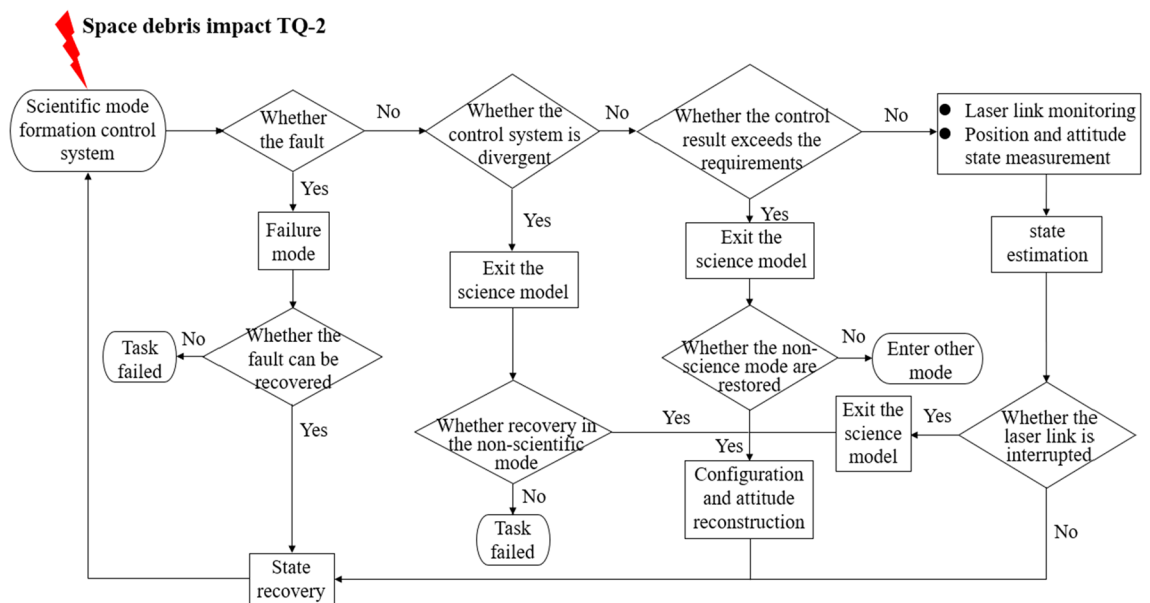 Space debris impact TQ-2
Scientific mode
formation control
system
Whether
the fault
No
Whether the
control system is
divergent
No
Whether the control
result exceeds the
requirements
No
● Laser link monitoring
● Position and attitude
state measurement
Yes
Yes
Yes
Failure
mode
Exit the
science model
Exit the
science model
state
estimation
Whether the
fault can be
recovered
No
Task
failed
Whether the non-
science mode are
restored
No
Enter other
mode
Yes
Whether recovery in
the non-scientific
mode
Yes
Yes
Exit the
science
model
Yes
Whether the
laser link is
interrupted
No
Task
failed
Configuration
and attitude
reconstruction
No
State
recovery